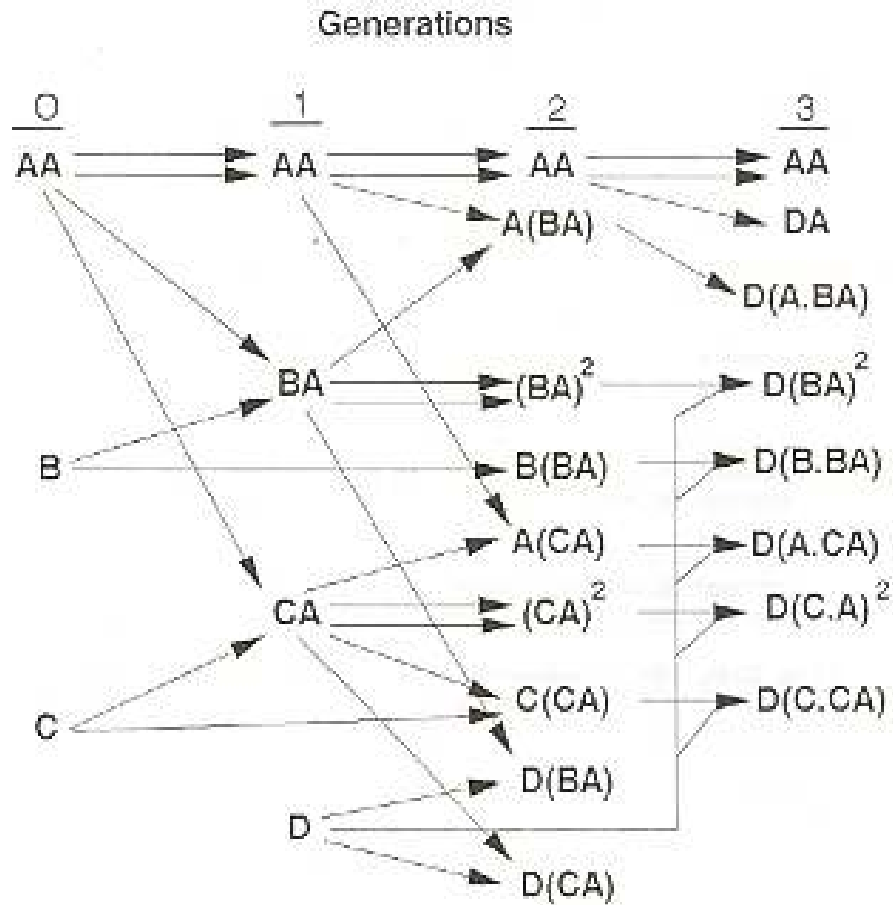 Generations
0 1 2 3
AA AA AA AA
A(BA) DA
D(A.BA)
BA (BA)² D(BA)²
B B(BA) D(B.BA)
A(CA) D(A.CA)
CA (CA)² D(C.A)²
C C(CA) D(C.CA)
D(BA)
D
D(CA)